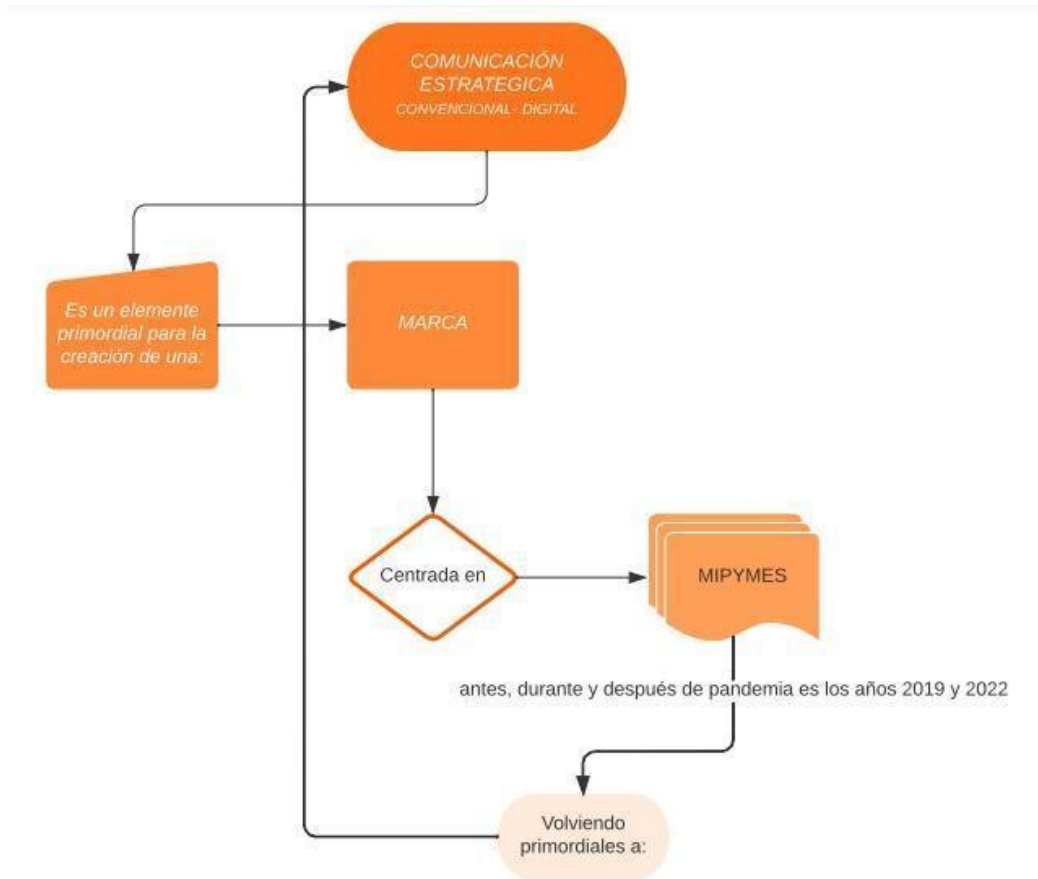 COMUNICACIÓN
ESTRATEGICA
CONVENCIONAL- DIGITAL
Es un elemente
primordial para la
creación de una:
MARCA
Centrada en
MIPYMES
antes, durante y después de pandemia es los años 2019 y 2022
Volviendo
primordiales a: